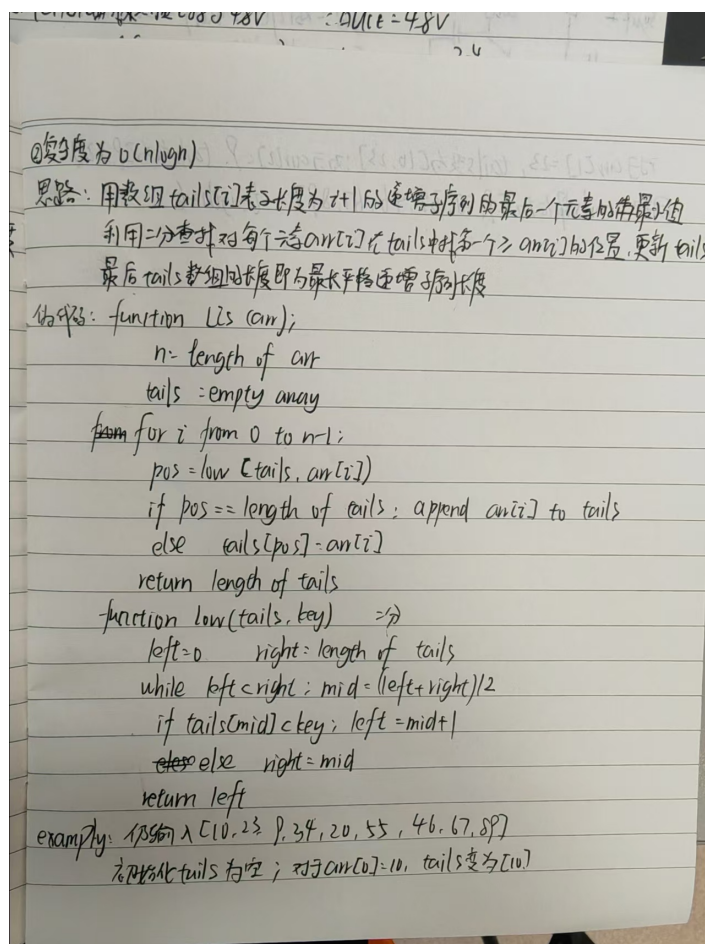 ∴ΔUCE=4.8V
②复杂度为 O(nlogn)
思路: 用数组tails[i]表示长度为 i+1 的递增子序列的最后一个元素的最小值
利用二分查找对每个元素arr[i]在tails中找第一个≥arr[i]的位置,更新tails
最后tails数组的长度即为最长平稳递增子序列长度
伪代码: function Lis (arr);
n= length of arr
tails =empty array
for i from 0 to n-1;
pos=low [tails, arr[i])
if pos== length of tails; append arr[i] to tails
else tails[pos]=arr[i]
return length of tails
function low(tails, key) 二分
left=0 right=length of tails
while left<right; mid=(left+right)/2
if tails[mid]<key; left=mid+1
else right=mid
return left
example: 仍输入[10,23,9,34,20,55,46,67,89]
初始化tails为空; 对于arr[0]=10, tails变为[10]